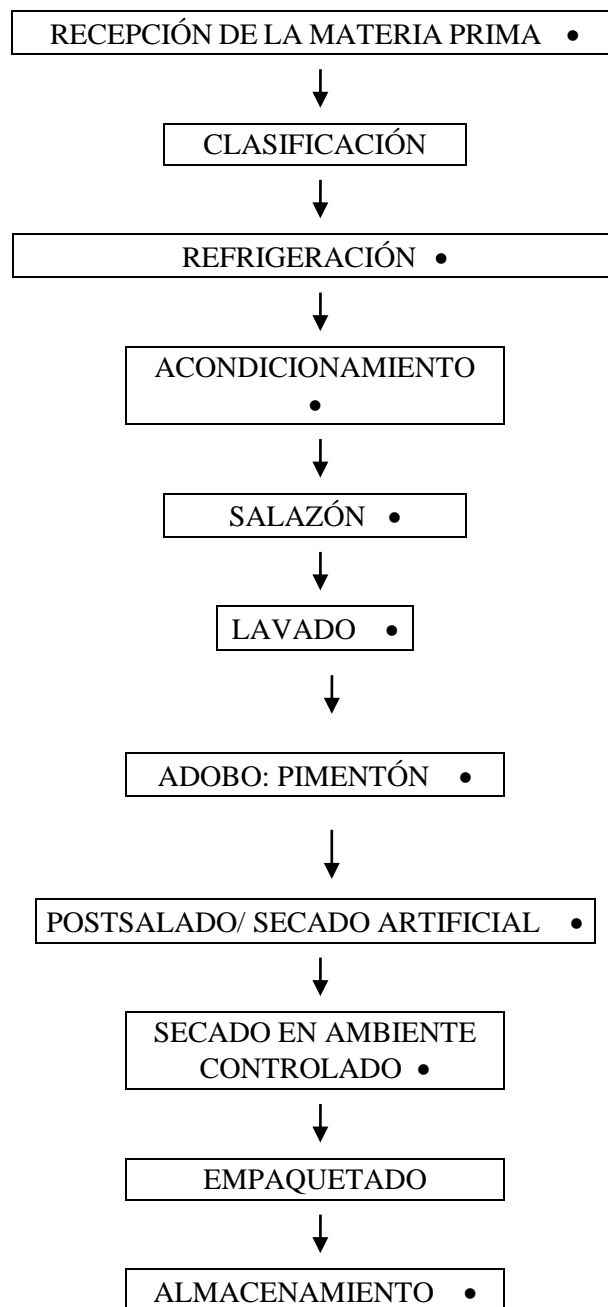 RECEPCIÓN DE LA MATERIA PRIMA •
CLASIFICACIÓN
REFRIGERACIÓN •
ACONDICIONAMIENTO
•
SALAZÓN •
LAVADO •
ADOBO: PIMENTÓN •
POSTSALADO/ SECADO ARTIFICIAL •
SECADO EN AMBIENTE
CONTROLADO •
EMPAQUETADO
ALMACENAMIENTO •